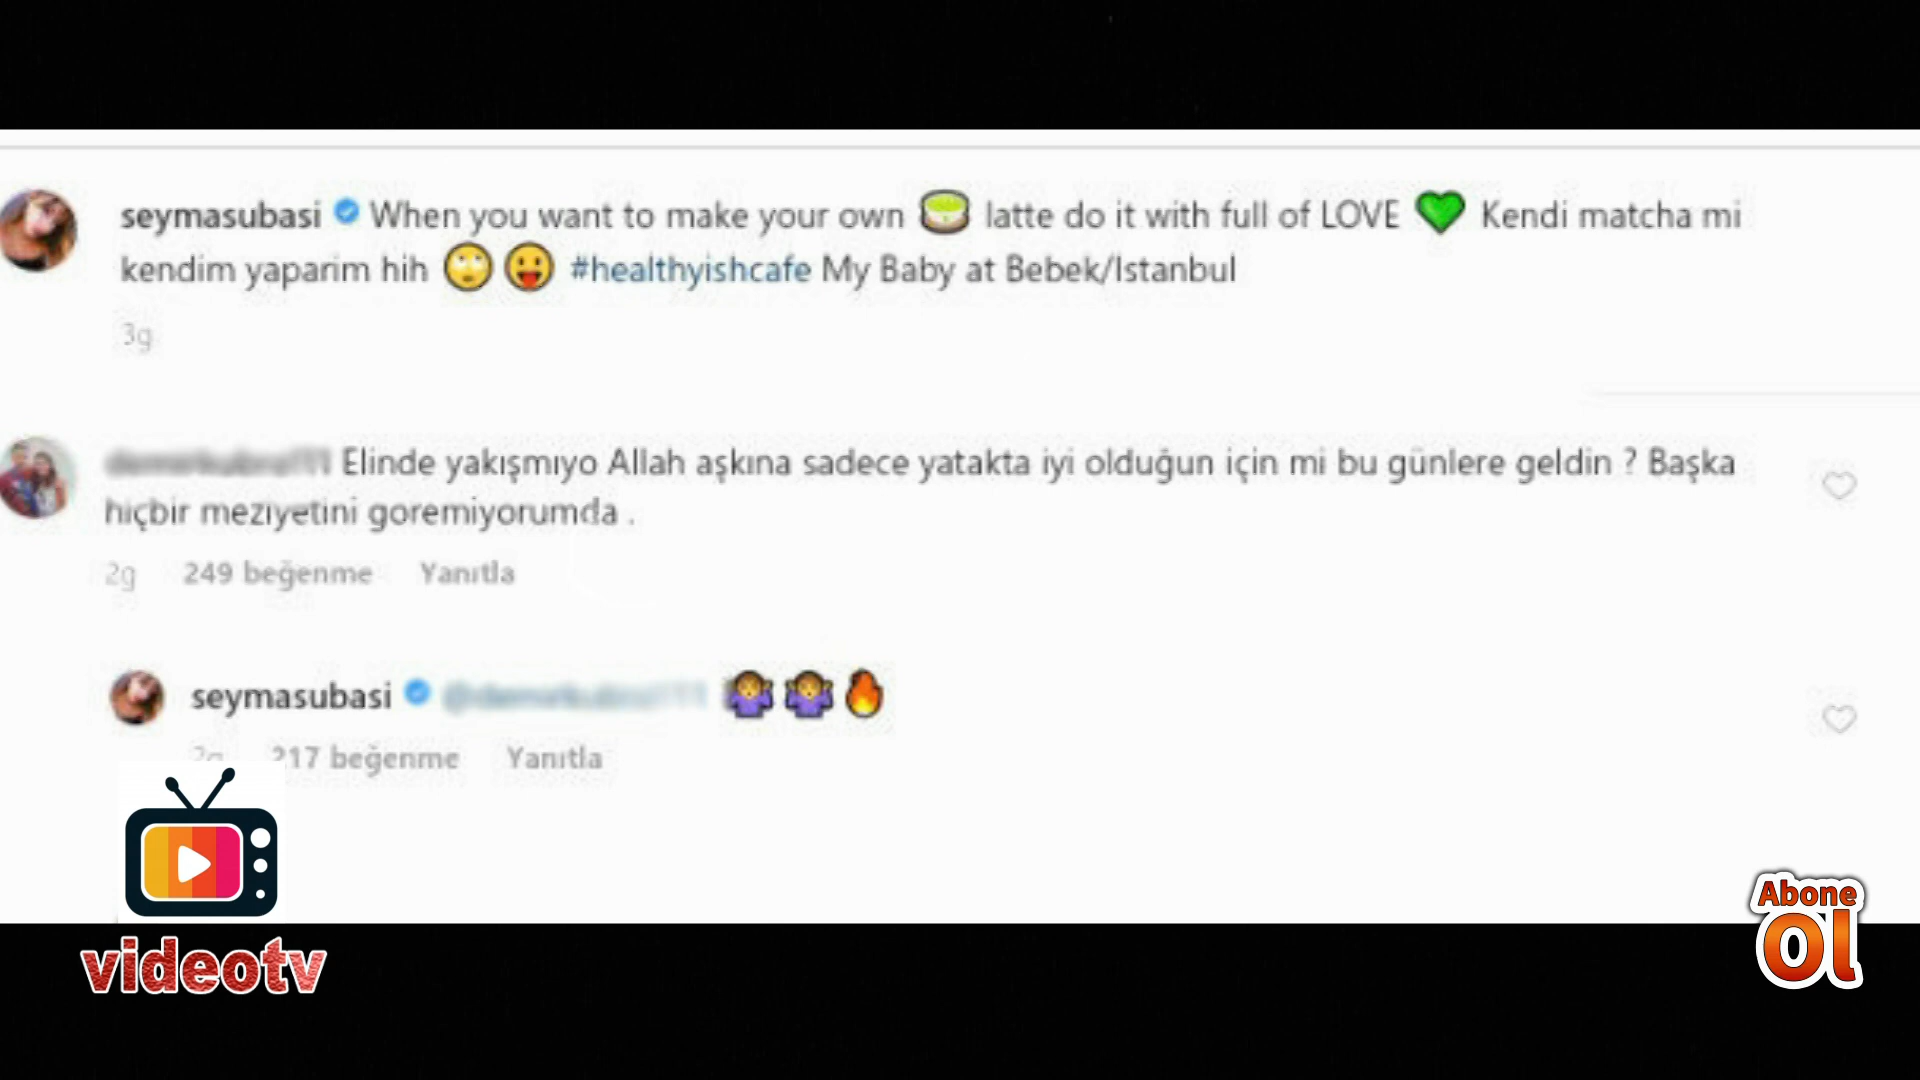 seymasubasi When you want to make your own 🍵 latte do it with full of LOVE 💚 Kendi matcha mi
kendim yaparim hih 🙄 😛 #healthyishcafe My Baby at Bebek/Istanbul
3g
Elinde yakışmıyo Allah aşkına sadece yatakta iyi olduğun için mi bu günlere geldin ? Başka
hiçbir meziyetini goremiyorumda .
2g 249 beğenme Yanıtla
seymasubasi 🤷‍♀️ 🤷‍♀️ 🔥
2g 217 beğenme Yanıtla
videotv
Abone
Ol